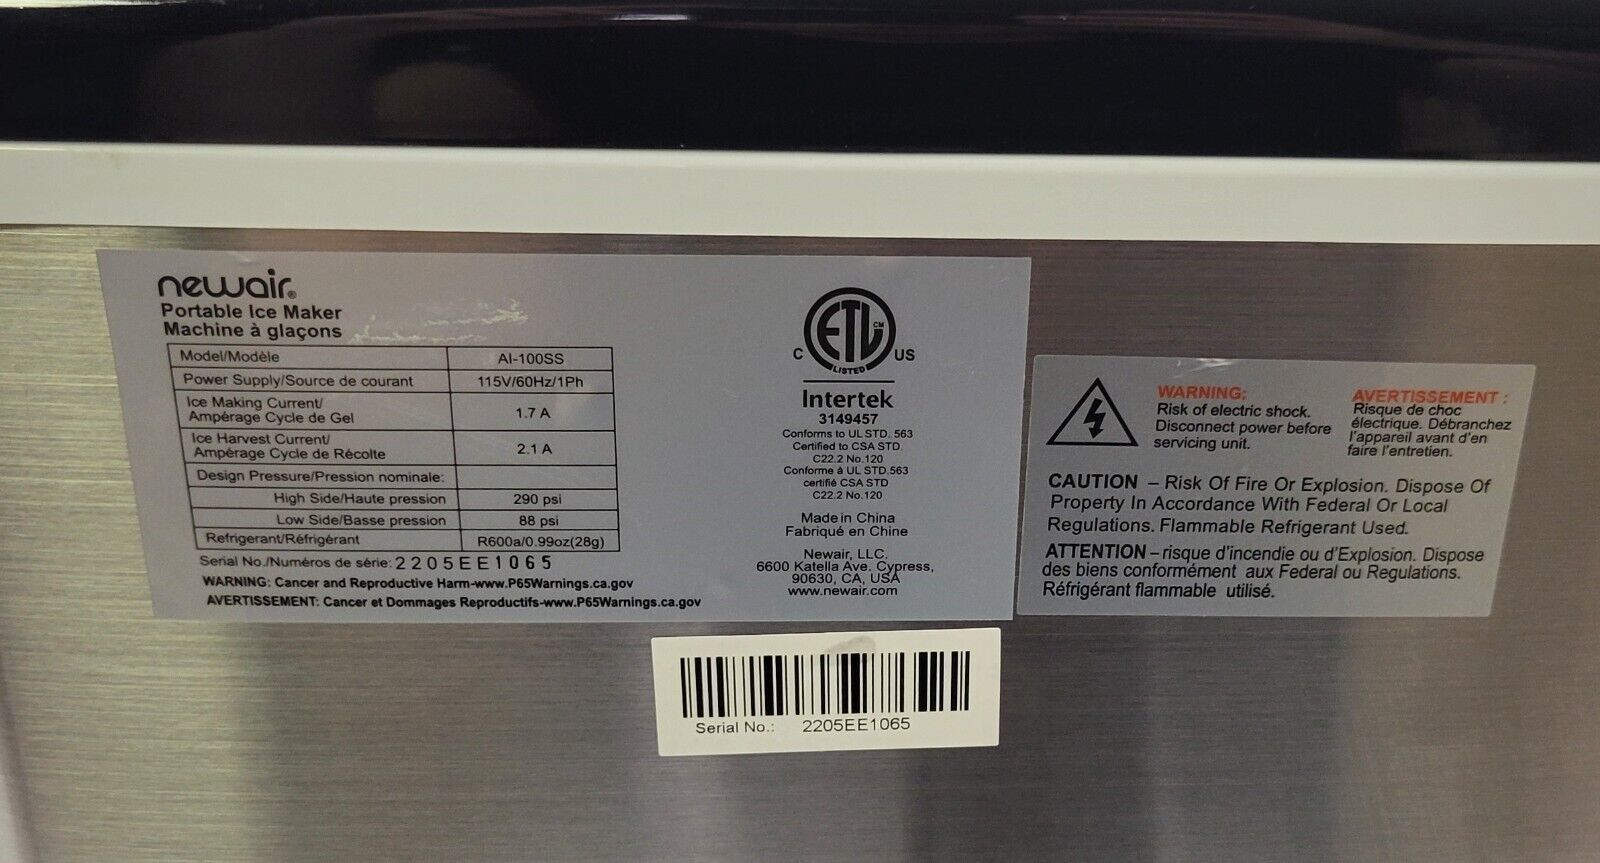 newair®
Portable Ice Maker
Machine à glaçons
Model/Modèle AI-100SS
Power Supply/Source de courant 115V/60Hz/1Ph
Ice Making Current/
Ampérage Cycle de Gel 1.7 A
Ice Harvest Current/
Ampérage Cycle de Récolte 2.1 A
Design Pressure/Pression nominale:
High Side/Haute pression 290 psi
Low Side/Basse pression 88 psi
Refrigerant/Réfrigérant R600a/0.99oz(28g)
Serial No./Numéros de série: 2205EE1065
WARNING: Cancer and Reproductive Harm-www.P65Warnings.ca.gov
AVERTISSEMENT: Cancer et Dommages Reproductifs-www.P65Warnings.ca.gov
ETL CM
C US
LISTED
Intertek
3149457
Conforms to UL STD. 563
Certified to CSA STD.
C22.2 No.120
Conforme à UL STD.563
certifié CSA STD
C22.2 No.120
Made in China
Fabriqué en Chine
Newair, LLC.
6600 Katella Ave. Cypress,
90630, CA, USA
www.newair.com
WARNING:
Risk of electric shock.
Disconnect power before
servicing unit.
AVERTISSEMENT :
Risque de choc
électrique. Débranchez
l'appareil avant d'en
faire l'entretien.
CAUTION – Risk Of Fire Or Explosion. Dispose Of
Property In Accordance With Federal Or Local
Regulations. Flammable Refrigerant Used.
ATTENTION – risque d'incendie ou d'Explosion. Dispose
des biens conformément aux Federal ou Regulations.
Réfrigérant flammable utilisé.
Serial No.: 2205EE1065